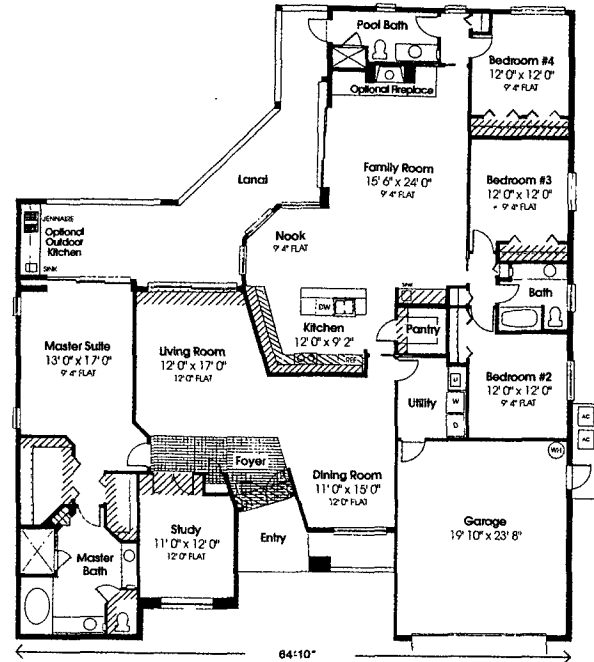 Pool Bath
Bedroom #4
12' 0" x 12' 0"
9' 4" FLAT
Optional Fireplace
Family Room
15' 6" x 24' 0"
9' 4" FLAT
Lanai
Bedroom #3
12' 0" x 12' 0"
9' 4" FLAT
JENNAIRE
Optional
Outdoor
Kitchen
SINK
Nook
9' 4" FLAT
SINK
Bath
DW
Kitchen
12' 0" x 9' 2"
REF.
Pantry
Master Suite
13' 0" x 17' 0"
9' 4" FLAT
Living Room
12' 0" x 17' 0"
12' 0" FLAT
Bedroom #2
12' 0" x 12' 0"
9' 4" FLAT
Utility
W
D
AC
AC
WH
Foyer
Dining Room
11' 0" x 15' 0"
12' 0" FLAT
Study
11' 0" x 12' 0"
12' 0" FLAT
Entry
Garage
19' 10" x 23' 8"
Master
Bath
64'-10"